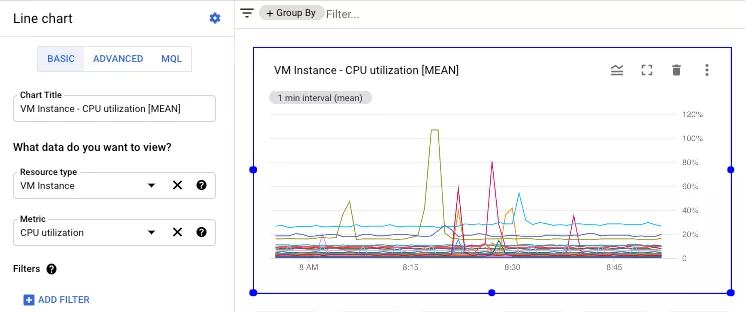 Line chart
BASIC
ADVANCED
MQL
Chart Title
VM Instance - CPU utilization [MEAN]
What data do you want to view?
Resource type
VM Instance
Metric
CPU utilization
Filters
ADD FILTER
+ Group By
Filter...
VM Instance - CPU utilization [MEAN]
1 min interval (mean)
120%
100%
80%
60%
40%
20%
0
8 AM
8:15
8:30
8:45